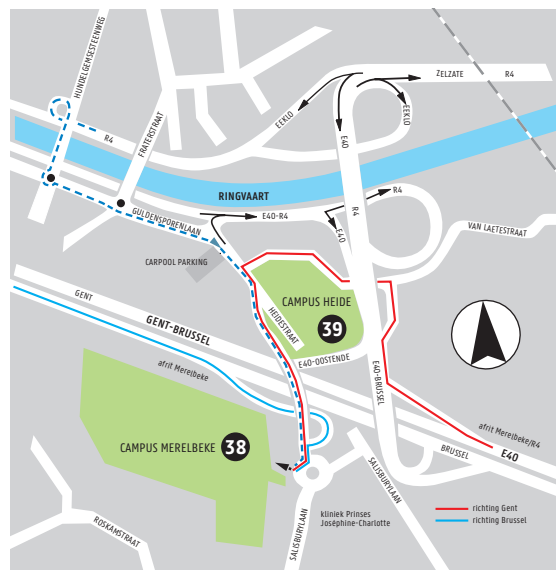 HUNDELGEMSESTEENWEG
R4
FRATERSTRAAT
EEKLO
EEKLO
ZELZATE R4
E40
RINGVAART
GULDENSPORENLAAN
E40-R4
R4
R4
E40
VAN LAETESTRAAT
CARPOOL PARKING
CAMPUS HEIDE
39
HEIDESTRAAT
E40-OOSTENDE
GENT
GENT-BRUSSEL
afrit Merelbeke
E40-BRUSSEL
afrit Merelbeke/R4
BRUSSEL
E40
CAMPUS MERELBEKE
38
SALISBURYLAAN
ROSKAMSTRAAT
SALISBURYLAAN
kliniek Prinses
Joséphine-Charlotte
richting Gent
richting Brussel